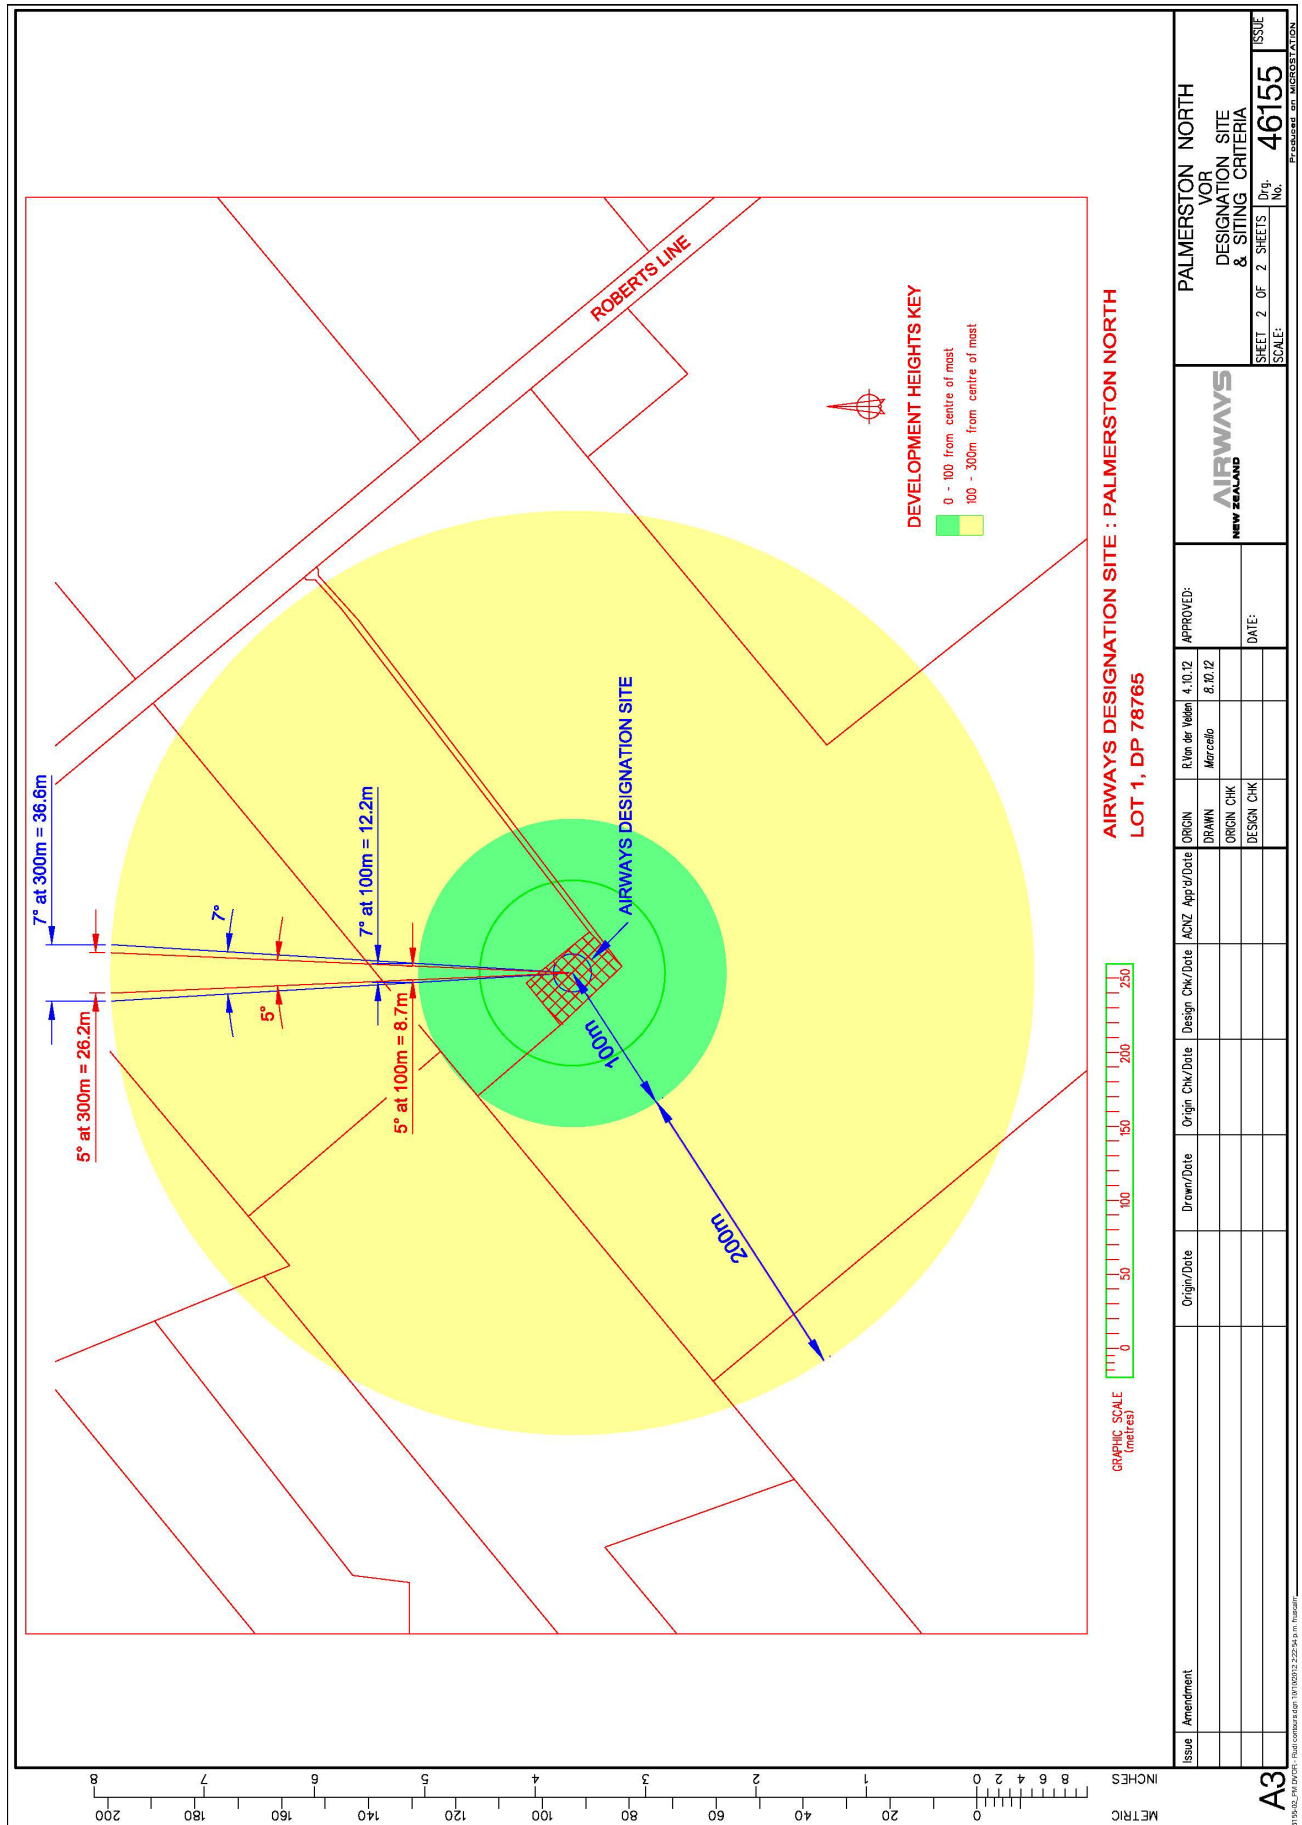 7° at 300m = 36.6m
5° at 300m = 26.2m
7°
5°
7° at 100m = 12.2m
5° at 100m = 8.7m
ROBERTS LINE
AIRWAYS DESIGNATION SITE
100m
200m
DEVELOPMENT HEIGHTS KEY
0 - 100 from centre of mast
100 - 300m from centre of mast
AIRWAYS DESIGNATION SITE : PALMERSTON NORTH
LOT 1, DP 78765
GRAPHIC SCALE
(metres)
0 50 100 150 200 250
INCHES
8 6 4 2 0 1 2 3 4 5 6 7 8
METRIC
0 20 40 60 80 100 120 140 160 180 200
Issue Amendment
Origin/Date Drawn/Date Origin Chk/Date Design Chk/Date ACNZ App'd/Date
ORIGIN R.Van der Velden 4.10.12
DRAWN Marcello 8.10.12
ORIGIN CHK
DESIGN CHK
APPROVED:
DATE:
AIRWAYS
NEW ZEALAND
PALMERSTON NORTH
VOR
DESIGNATION SITE
& SITING CRITERIA
SHEET 2 OF 2 SHEETS
SCALE:
Drg.
No.
46155
ISSUE
Produced on MICROSTATION
A3